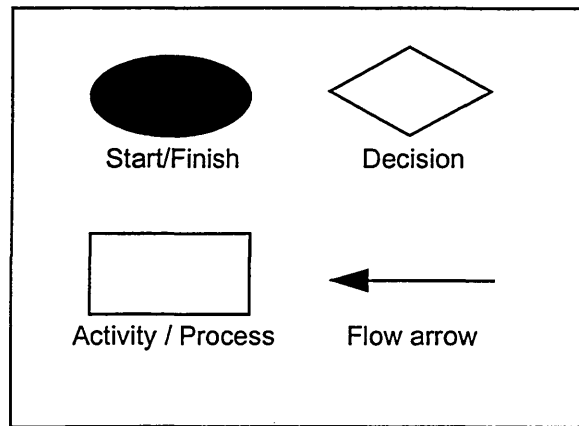 Start/Finish
Decision
Activity / Process
Flow arrow